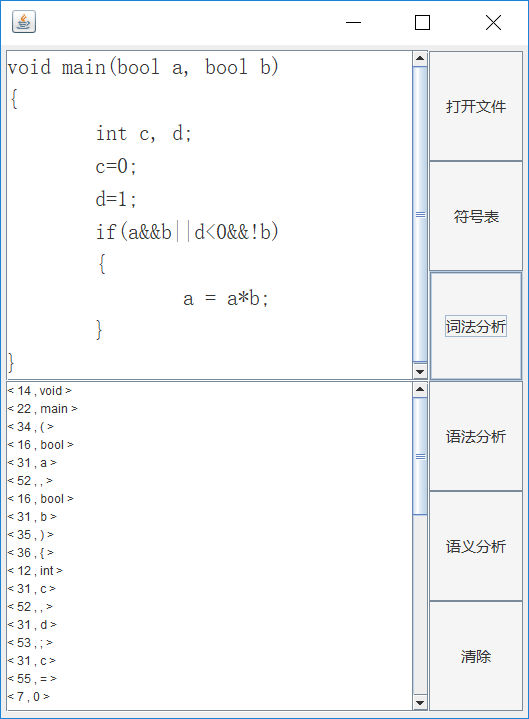 void main(bool a, bool b)
{
int c, d;
c=0;
d=1;
if(a&&b||d<0&&!b)
{
a = a*b;
}
}
< 14 , void >
< 22 , main >
< 34 , ( >
< 16 , bool >
< 31 , a >
< 52 , , >
< 16 , bool >
< 31 , b >
< 35 , ) >
< 36 , { >
< 12 , int >
< 31 , c >
< 52 , , >
< 31 , d >
< 53 , ; >
< 31 , c >
< 55 , = >
< 7 , 0 >
打开文件
符号表
词法分析
语法分析
语义分析
清除